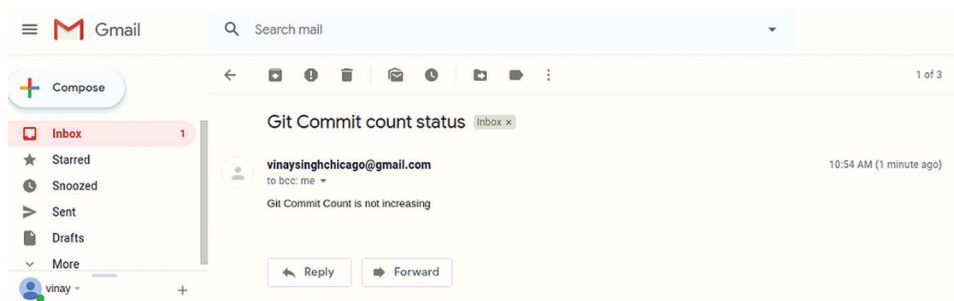 Gmail
Search mail
Compose
1 of 3
Git Commit count status Inbox ×
Inbox 1
Starred
Snoozed
Sent
Drafts
More
vinay
vinaysinghchicago@gmail.com 10:54 AM (1 minute ago)
to bcc: me
Git Commit Count is not increasing
Reply Forward